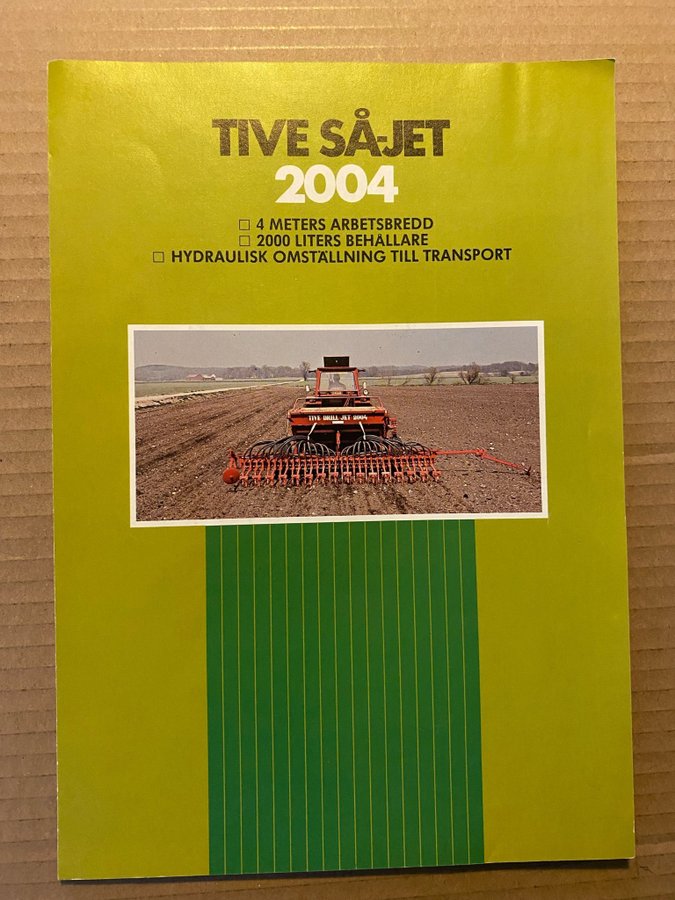 TIVE SÅ-JET
2004
□ 4 METERS ARBETSBREDD
□ 2000 LITERS BEHÅLLARE
□ HYDRAULISK OMSTÄLLNING TILL TRANSPORT
TIVE DRILL-JET 2004